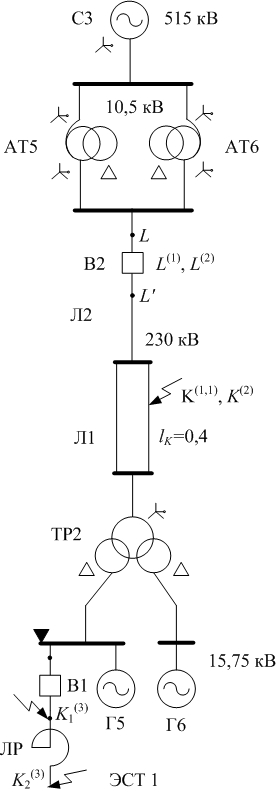 С3 515 кВ
10,5 кВ
АТ5 АТ6
L
В2 L(1), L(2)
L'
Л2
230 кВ
K(1,1), K(2)
Л1 lK=0,4
ТР2
15,75 кВ
В1
K1(3) Г5 Г6
ЛР
K2(3) ЭСТ 1